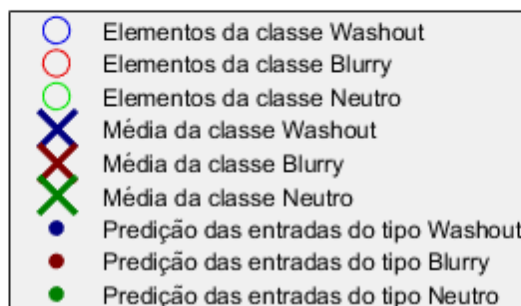 Elementos da classe Washout
Elementos da classe Blurry
Elementos da classe Neutro
Média da classe Washout
Média da classe Blurry
Média da classe Neutro
Predição das entradas do tipo Washout
Predição das entradas do tipo Blurry
Predição das entradas do tipo Neutro